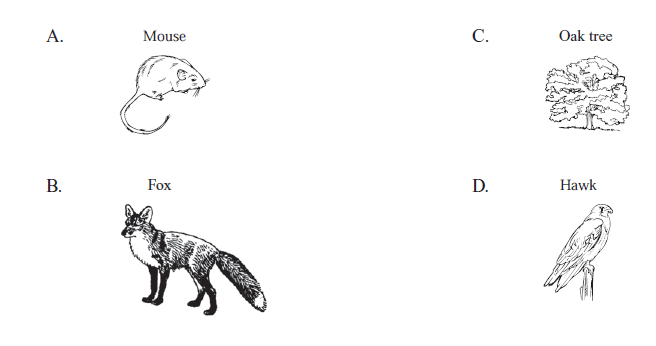 A. Mouse
C. Oak tree
B. Fox
D. Hawk